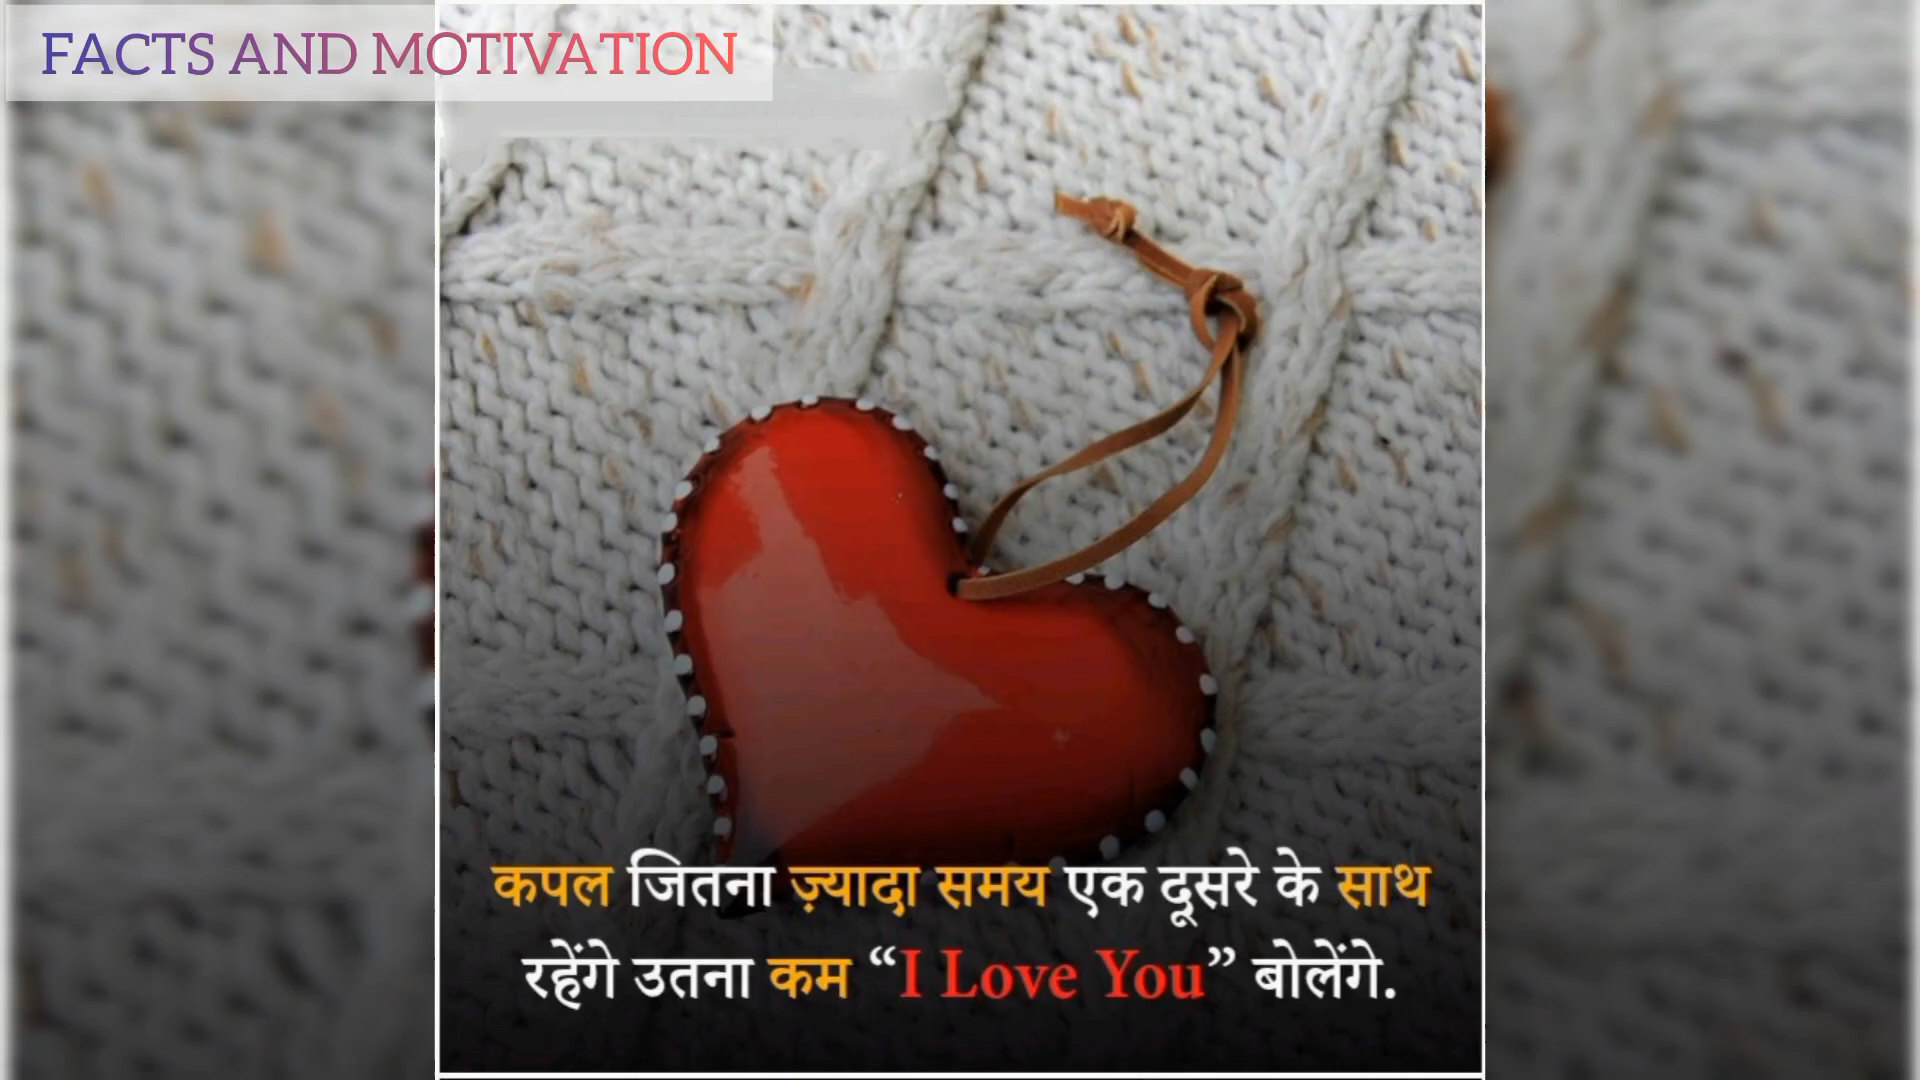 FACTS AND MOTIVATION
कपल जितना ज़्यादा समय एक दूसरे के साथ
रहेंगे उतना कम “I Love You” बोलेंगे.